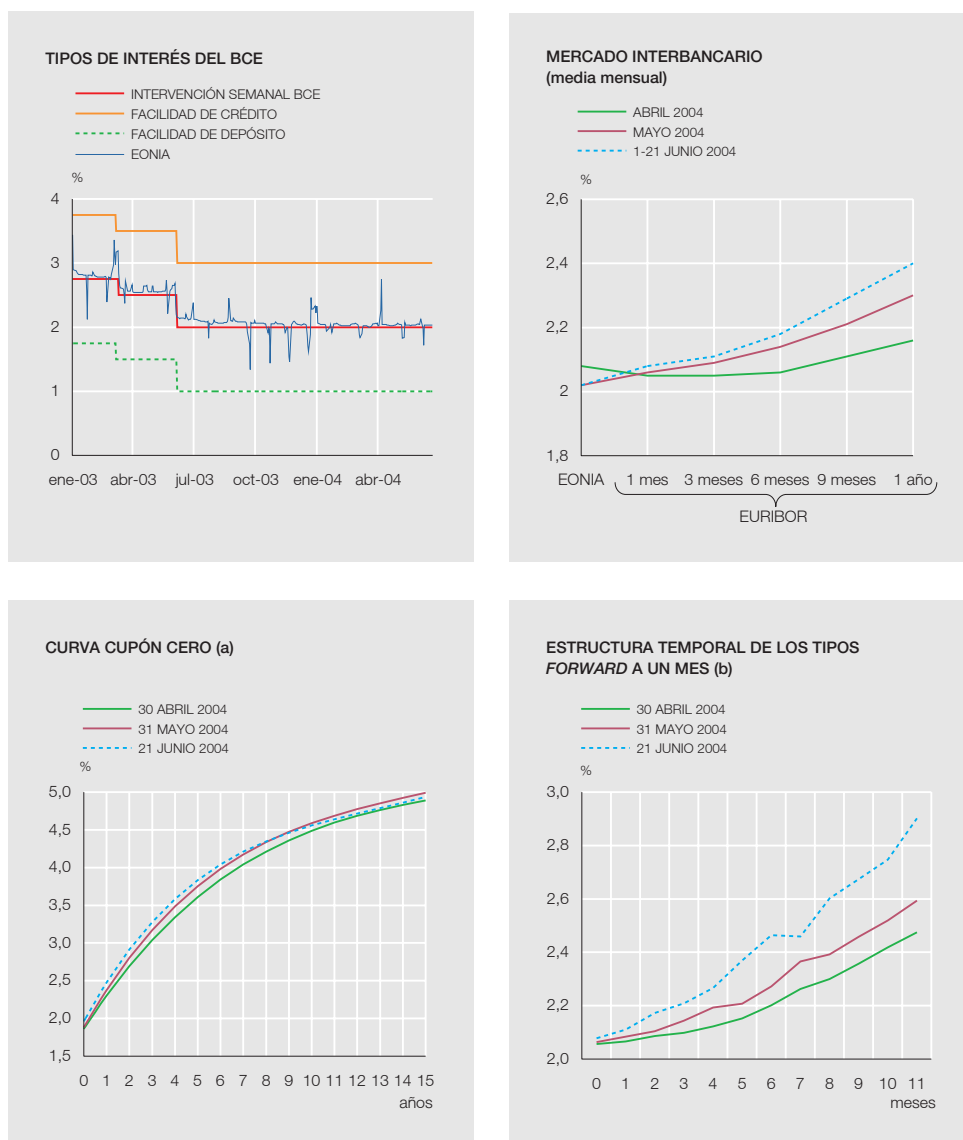 TIPOS DE INTERÉS DEL BCE
INTERVENCIÓN SEMANAL BCE
FACILIDAD DE CRÉDITO
FACILIDAD DE DEPÓSITO
EONIA
%
4
3
2
1
0
ene-03 abr-03 jul-03 oct-03 ene-04 abr-04
MERCADO INTERBANCARIO
(media mensual)
ABRIL 2004
MAYO 2004
1-21 JUNIO 2004
%
2,6
2,4
2,2
2
1,8
EONIA 1 mes 3 meses 6 meses 9 meses 1 año
EURIBOR
CURVA CUPÓN CERO (a)
30 ABRIL 2004
31 MAYO 2004
21 JUNIO 2004
%
5,0
4,5
4,0
3,5
3,0
2,5
2,0
1,5
0 1 2 3 4 5 6 7 8 9 10 11 12 13 14 15
años
ESTRUCTURA TEMPORAL DE LOS TIPOS
FORWARD A UN MES (b)
30 ABRIL 2004
31 MAYO 2004
21 JUNIO 2004
%
3,0
2,8
2,6
2,4
2,2
2,0
0 1 2 3 4 5 6 7 8 9 10 11
meses